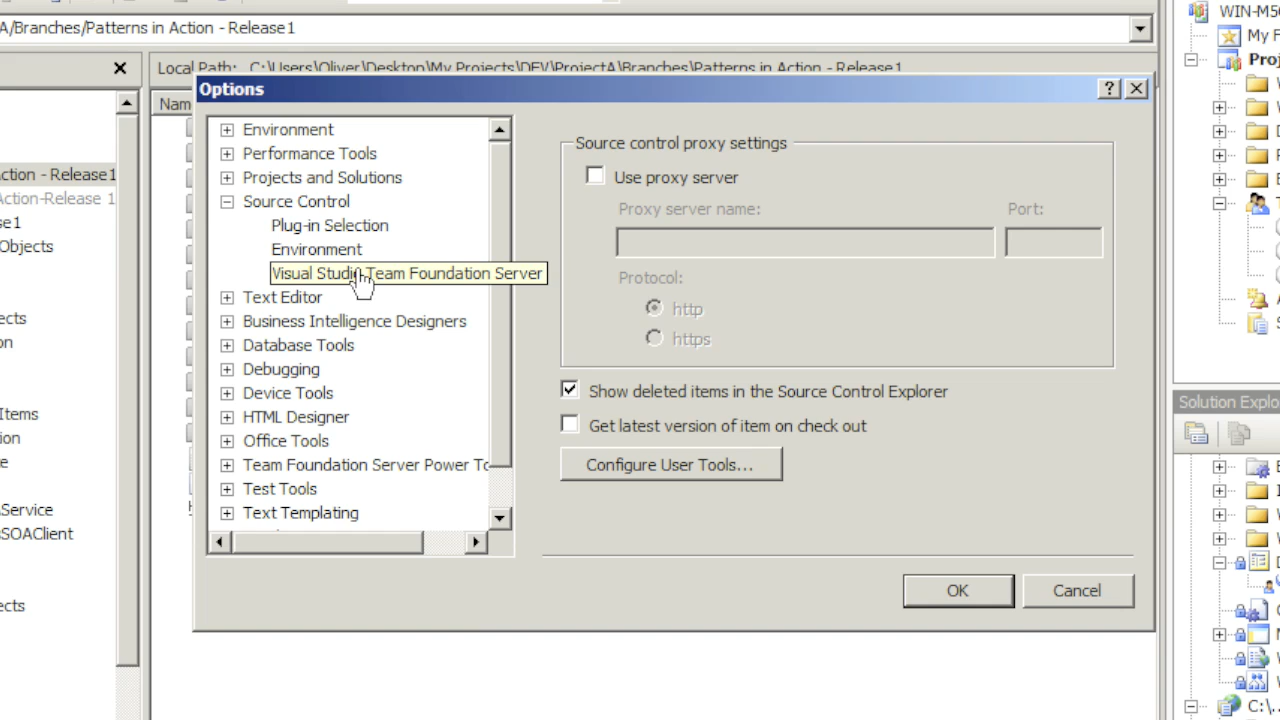 A/Branches/Patterns in Action - Release1
WIN-M5
My F
Local Path: C:\Users\Oliver\Desktop\My Projects\DEV\ProjectA\Branches\Patterns in Action - Release1
Proj
Options
Name
Environment
Performance Tools
Projects and Solutions
Source Control
Plug-in Selection
Environment
Visual Studio Team Foundation Server
Text Editor
Business Intelligence Designers
Database Tools
Debugging
Device Tools
HTML Designer
Office Tools
Team Foundation Server Power To
Test Tools
Text Templating
Source control proxy settings
Use proxy server
Proxy server name:
Port:
Protocol:
http
https
Show deleted items in the Source Control Explorer
Get latest version of item on check out
Configure User Tools...
OK
Cancel
ction - Release1
Action-Release 1
se1
Objects
ects
on
Items
ion
e
Service
SOAClient
ects
Solution Explo
C:\..